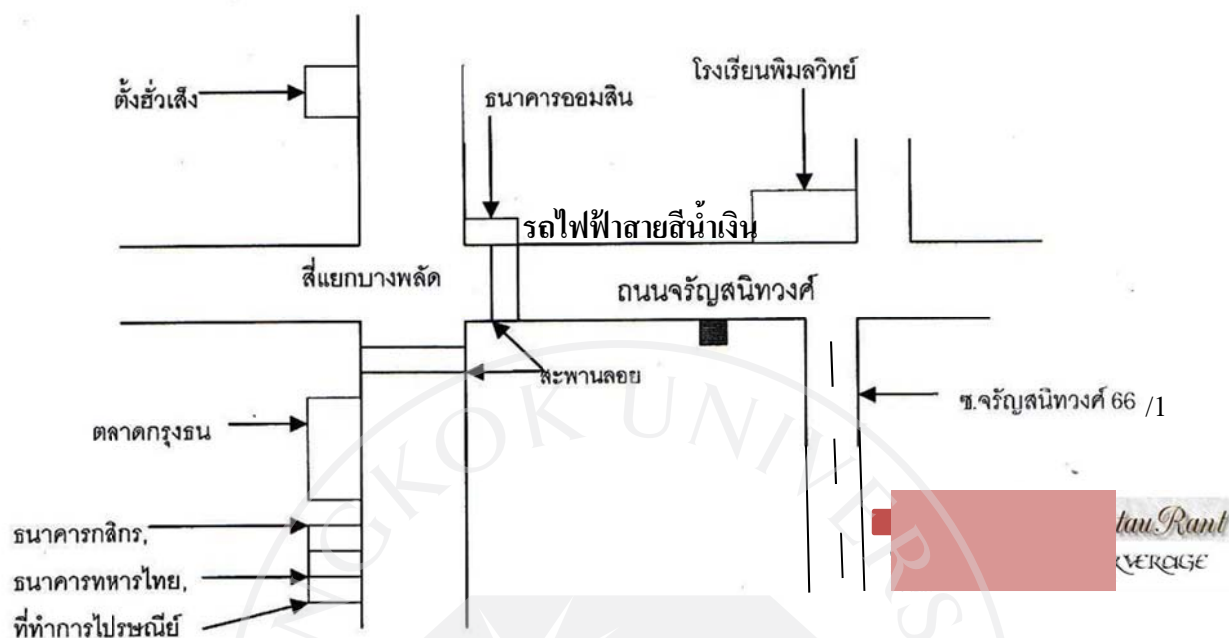 โรงเรียนพิมลวิทย์
ตั้งฮั่วเส็ง
ธนาคารออมสิน
รถไฟฟ้าสายสีน้ำเงิน
สี่แยกบางพลัด
ถนนจรัญสนิทวงศ์
สะพานลอย
ซ.จรัญสนิทวงศ์ 66 /1
ตลาดกรุงธน
ธนาคารกสิกร,
ธนาคารทหารไทย,
ที่ทำการไปรษณีย์
NGKOK UNIVERS
tauRant
VERAGE